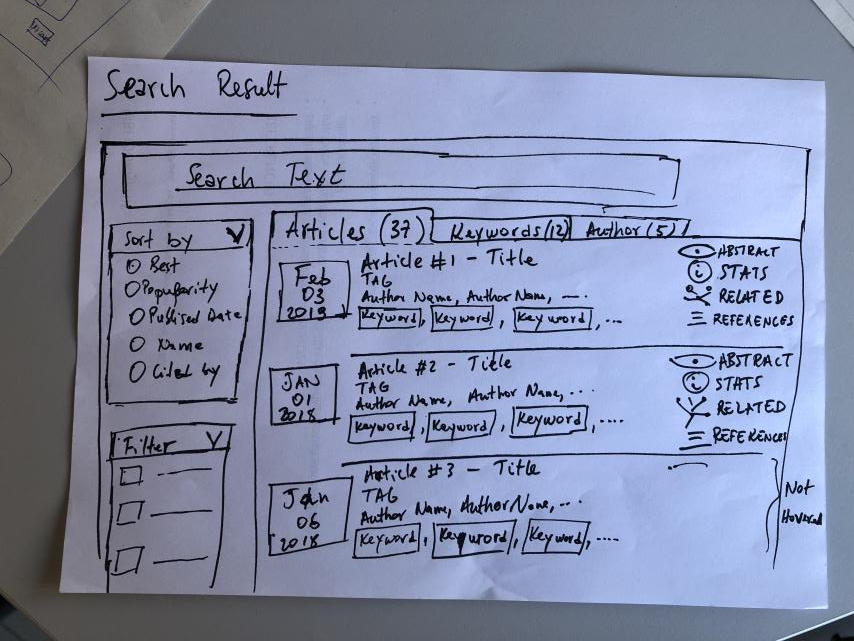 Search Result
Search Text
Sort by
Best
Popularity
Publised Date
Name
Cited by
Filter
Articles (37)
Keywords (12)
Author (5)
Feb
03
2019
Article #1 - Title
TAG
Author Name, Author Name, ...
Keyword, Keyword, Keyword, ...
ABSTRACT
STATS
RELATED
REFERENCES
JAN
01
2018
Article #2 - Title
TAG
Author Name, Author Name, ...
Keyword, Keyword, Keyword, ....
ABSTRACT
STATS
RELATED
REFERENCES
Jan
06
2018
Article #3 - Title
TAG
Author Name, Author Name, ...
Keyword, Keyword, Keyword, ....
Not
Hovered